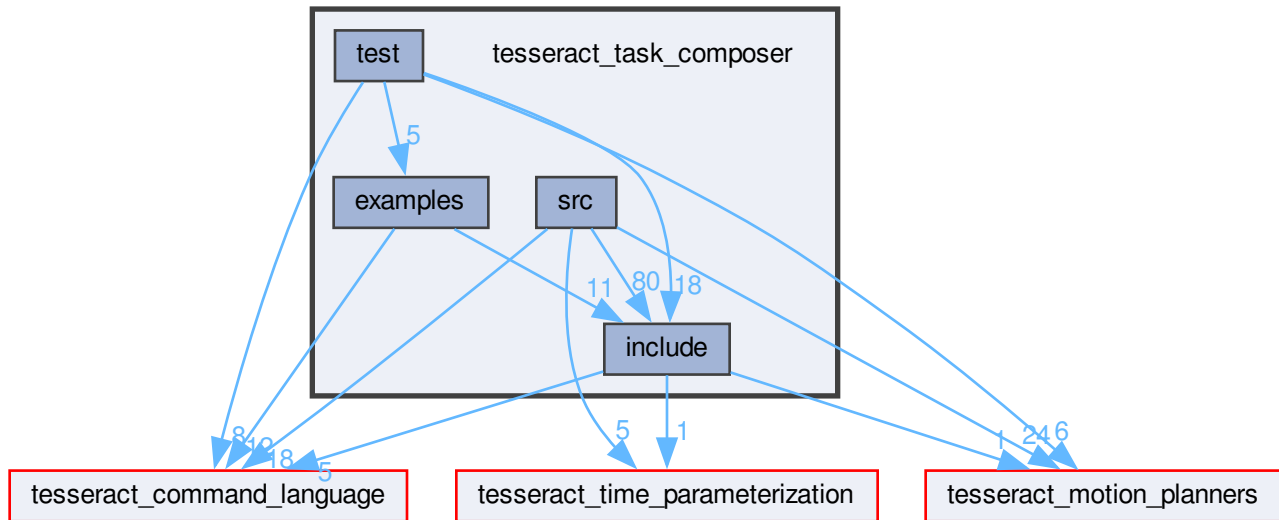 test
tesseract_task_composer
5
examples
src
11
80
18
include
8
12
18
5
5
1
1
24
6
tesseract_command_language
tesseract_time_parameterization
tesseract_motion_planners